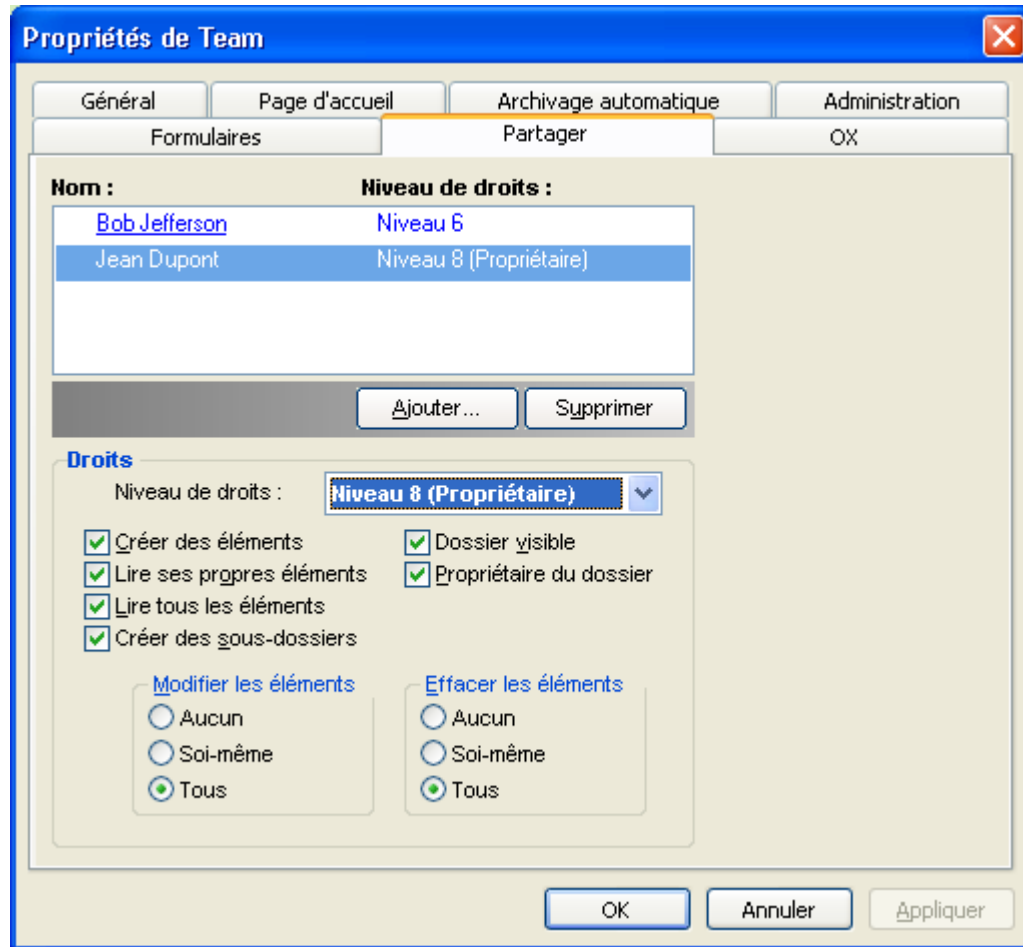 Propriétés de Team
Général Page d'accueil Archivage automatique Administration
Formulaires Partager OX
Nom : Niveau de droits :
Bob Jefferson Niveau 6
Jean Dupont Niveau 8 (Propriétaire)
Ajouter... Supprimer
Droits
Niveau de droits : Niveau 8 (Propriétaire)
Créer des éléments Dossier visible
Lire ses propres éléments Propriétaire du dossier
Lire tous les éléments
Créer des sous-dossiers
Modifier les éléments Effacer les éléments
Aucun Aucun
Soi-même Soi-même
Tous Tous
OK Annuler Appliquer